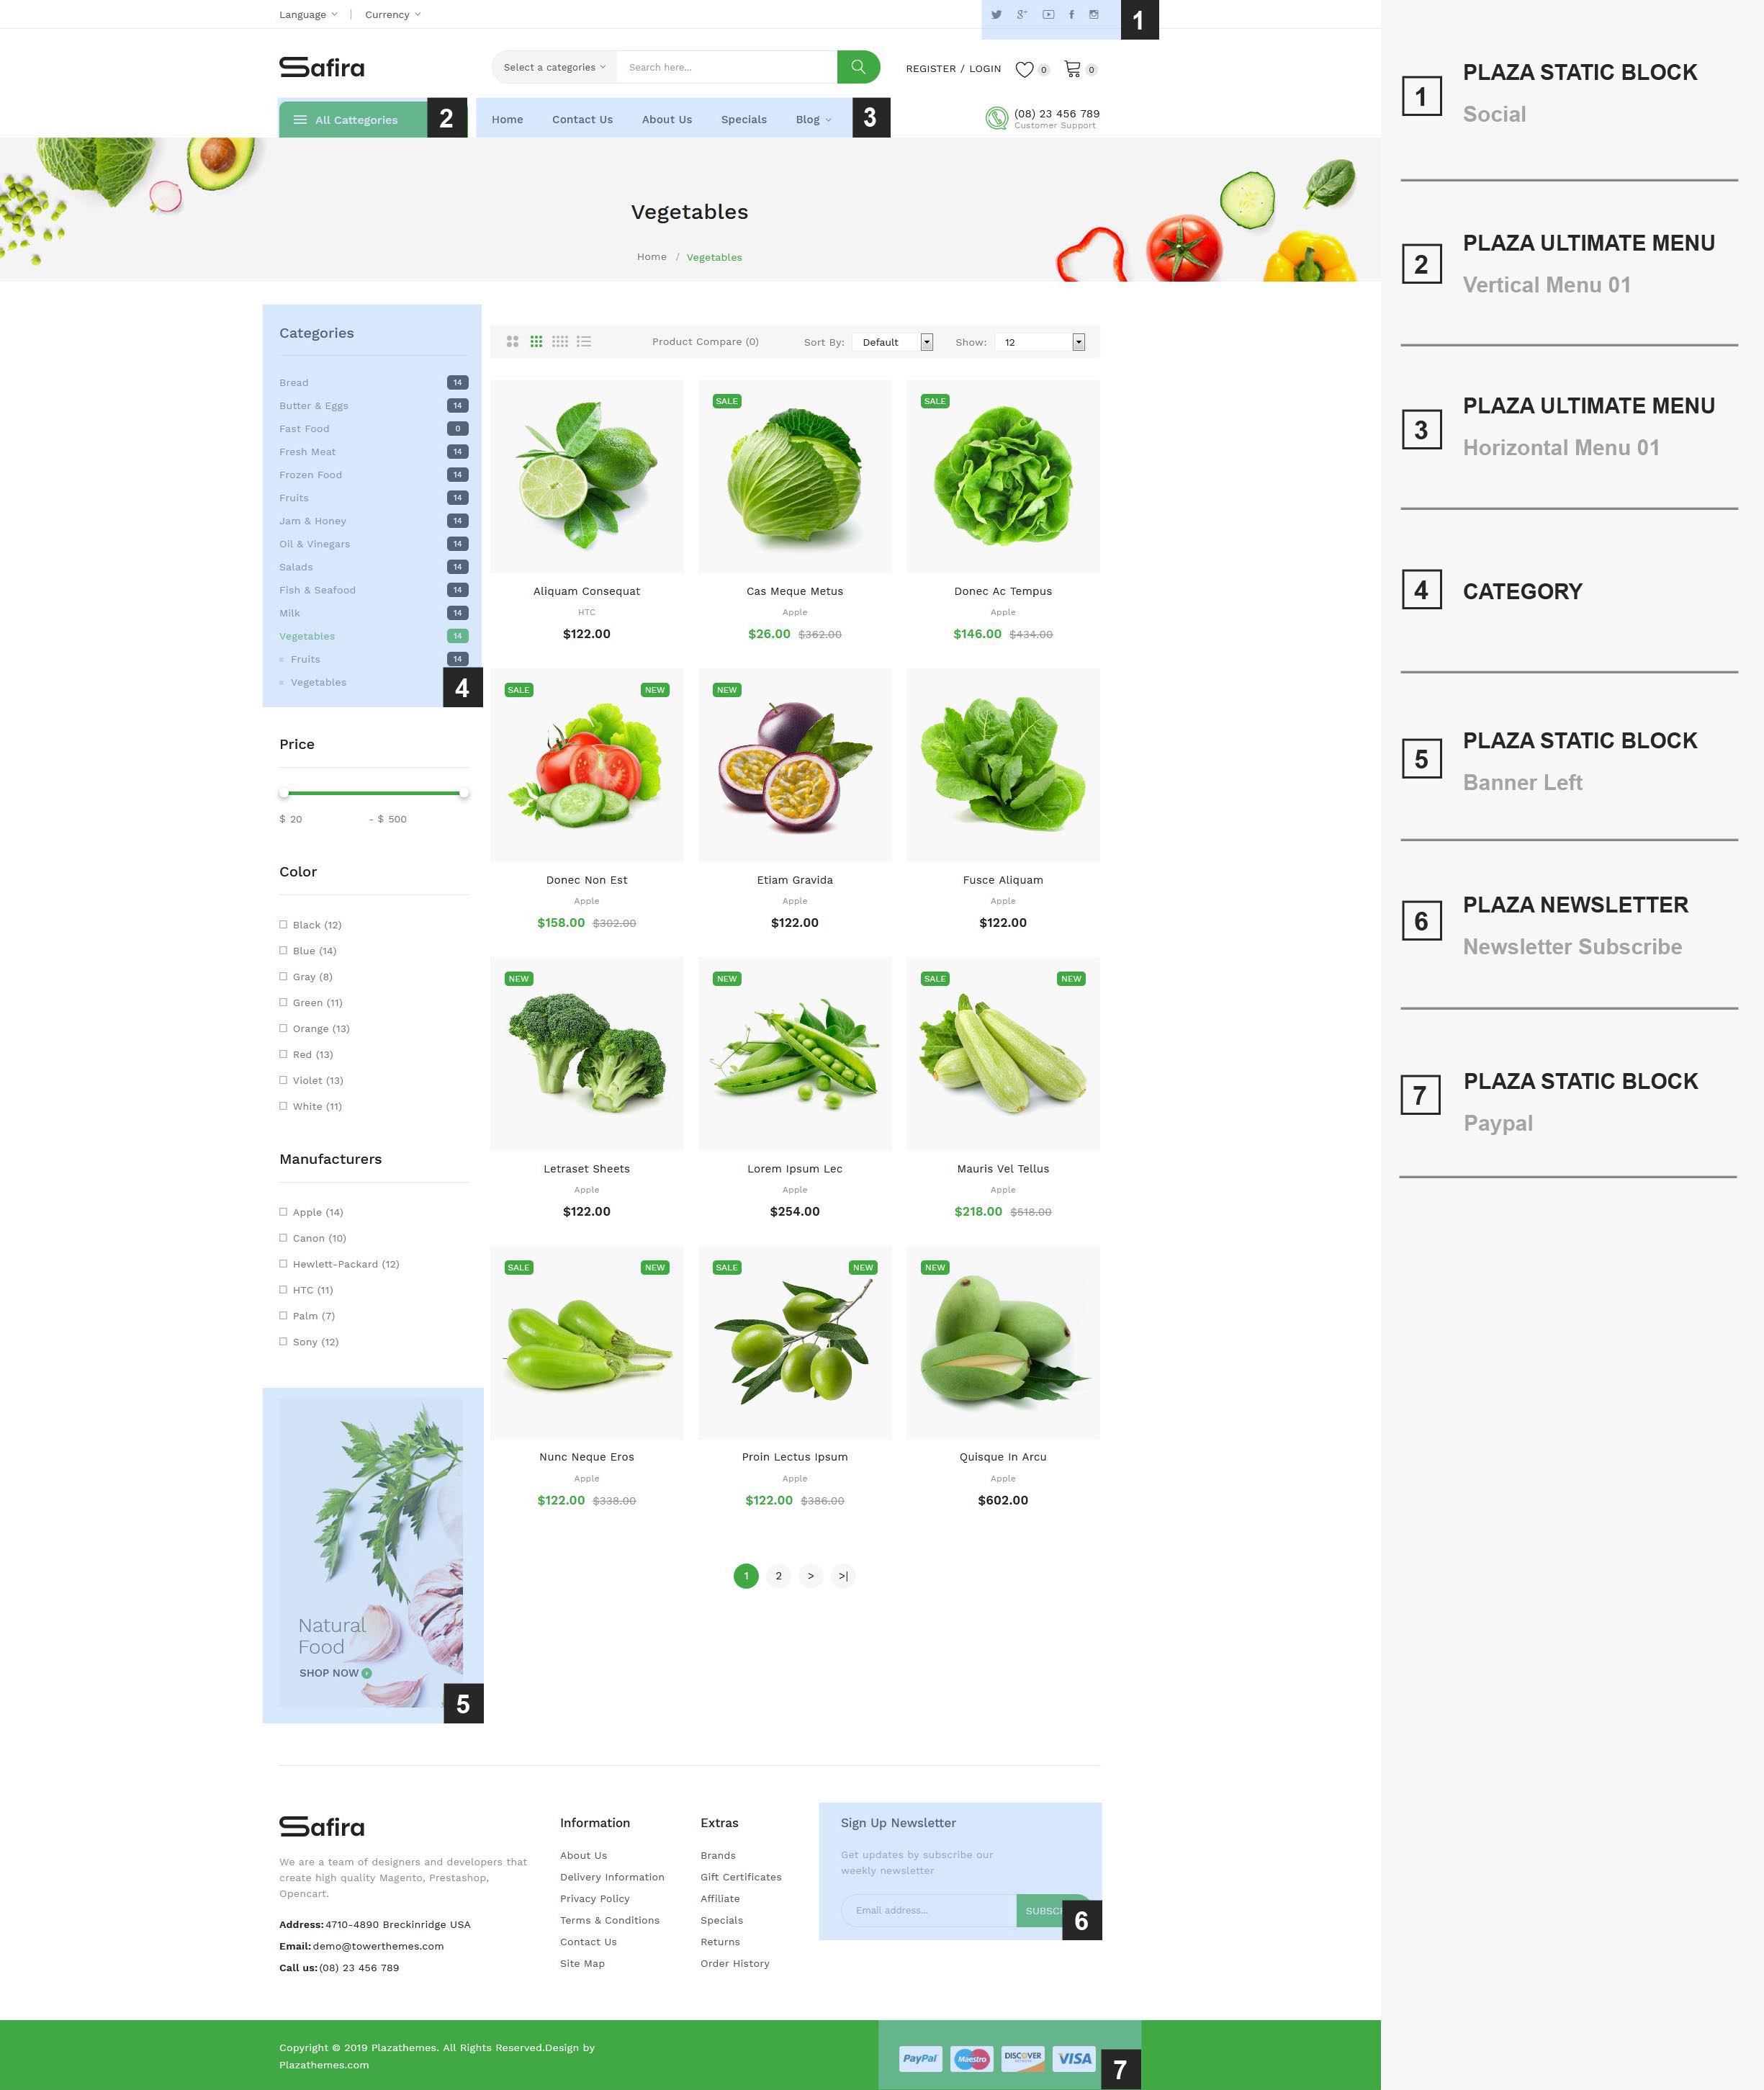 Language | Currency
1
Safira
Select a categories
Search here...
REGISTER / LOGIN
0
0
All Cattegories
2
Home Contact Us About Us Specials Blog
3
(08) 23 456 789
Customer Support
Vegetables
Home / Vegetables
Categories
Bread 14
Butter & Eggs 14
Fast Food 0
Fresh Meat 14
Frozen Food 14
Fruits 14
Jam & Honey 14
Oil & Vinegars 14
Salads 14
Fish & Seafood 14
Milk 14
Vegetables 14
Fruits 14
Vegetables
4
Price
$ 20 - $ 500
Color
Black (12)
Blue (14)
Gray (8)
Green (11)
Orange (13)
Red (13)
Violet (13)
White (11)
Manufacturers
Apple (14)
Canon (10)
Hewlett-Packard (12)
HTC (11)
Palm (7)
Sony (12)
Natural
Food
SHOP NOW
5
Product Compare (0) Sort By: Default Show: 12
Aliquam Consequat
HTC
$122.00
SALE
Cas Meque Metus
Apple
$26.00 $362.00
SALE
Donec Ac Tempus
Apple
$146.00 $434.00
SALE NEW
Donec Non Est
Apple
$158.00 $302.00
NEW
Etiam Gravida
Apple
$122.00
Fusce Aliquam
Apple
$122.00
NEW
Letraset Sheets
Apple
$122.00
NEW
Lorem Ipsum Lec
Apple
$254.00
SALE NEW
Mauris Vel Tellus
Apple
$218.00 $518.00
SALE NEW
Nunc Neque Eros
Apple
$122.00 $338.00
SALE NEW
Proin Lectus Ipsum
Apple
$122.00 $386.00
NEW
Quisque In Arcu
Apple
$602.00
1 2 > >|
Safira
We are a team of designers and developers that
create high quality Magento, Prestashop,
Opencart.
Address: 4710-4890 Breckinridge USA
Email: demo@towerthemes.com
Call us: (08) 23 456 789
Information
About Us
Delivery Information
Privacy Policy
Terms & Conditions
Contact Us
Site Map
Extras
Brands
Gift Certificates
Affiliate
Specials
Returns
Order History
Sign Up Newsletter
Get updates by subscribe our
weekly newsletter
Email address...
6
Copyright © 2019 Plazathemes. All Rights Reserved.Design by
Plazathemes.com
PayPal Maestro DISCOVER VISA
7
1
PLAZA STATIC BLOCK
Social
2
PLAZA ULTIMATE MENU
Vertical Menu 01
3
PLAZA ULTIMATE MENU
Horizontal Menu 01
4
CATEGORY
5
PLAZA STATIC BLOCK
Banner Left
6
PLAZA NEWSLETTER
Newsletter Subscribe
7
PLAZA STATIC BLOCK
Paypal